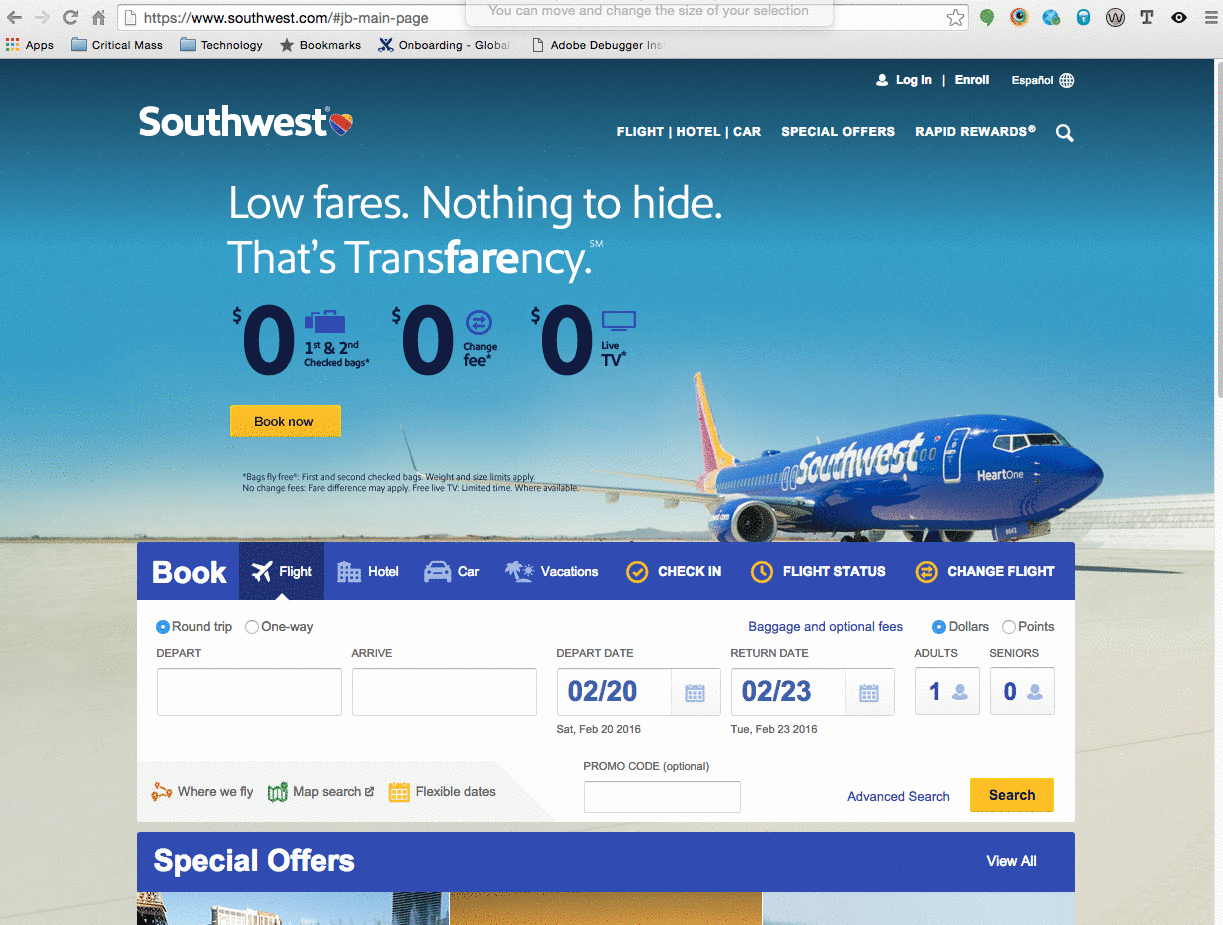 https://www.southwest.com/#jb-main-page
You can move and change the size of your selection
Apps
Critical Mass
Technology
Bookmarks
Onboarding - Global
Adobe Debugger Ins
Log In | Enroll
Español
Southwest®
FLIGHT | HOTEL | CAR
SPECIAL OFFERS
RAPID REWARDS®
Low fares. Nothing to hide.
That's Transfarency.℠
$0
1st & 2nd
Checked bags*
$0
Change
fee*
$0
Live
TV*
Book now
Southwest
HeartOne
*Bags fly free®: First and second checked bags. Weight and size limits apply.
No change fees: Fare difference may apply. Free live TV: Limited time. Where available.
Book
Flight
Hotel
Car
Vacations
CHECK IN
FLIGHT STATUS
CHANGE FLIGHT
Round trip
One-way
Baggage and optional fees
Dollars
Points
DEPART
ARRIVE
DEPART DATE
RETURN DATE
ADULTS
SENIORS
02/20
02/23
1
0
Sat, Feb 20 2016
Tue, Feb 23 2016
PROMO CODE (optional)
Where we fly
Map search
Flexible dates
Advanced Search
Search
Special Offers
View All